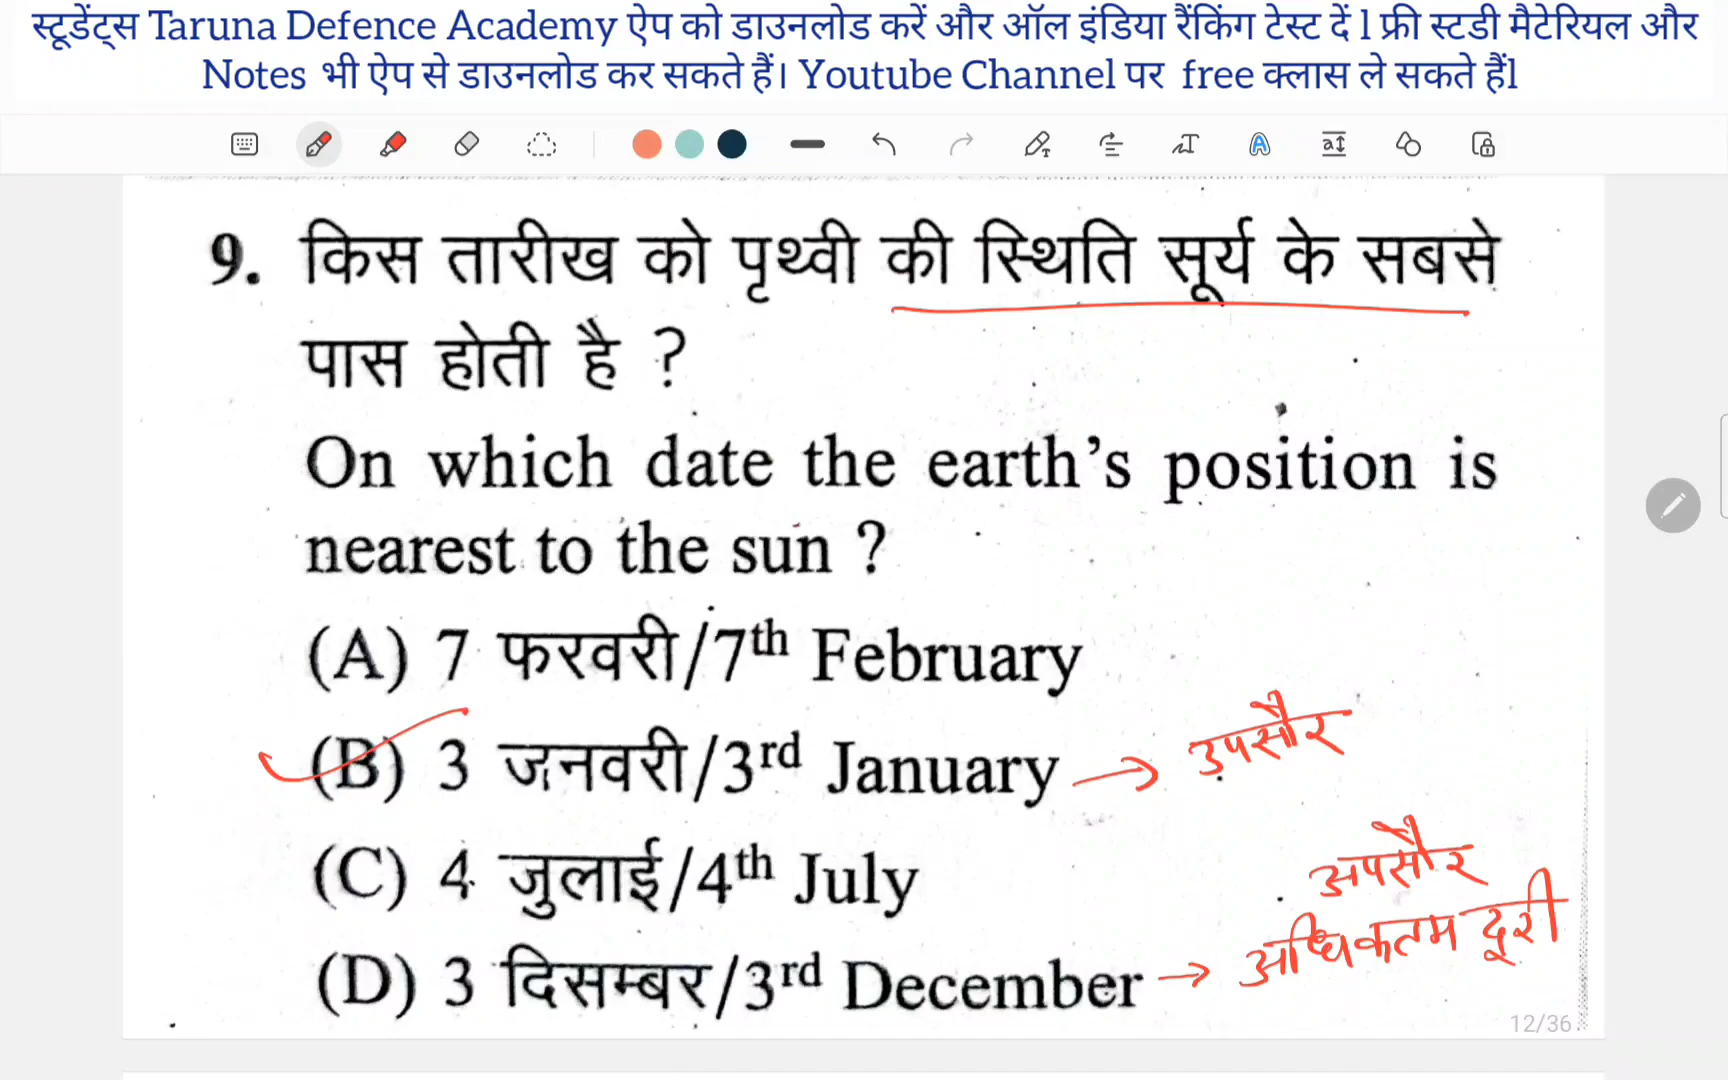 स्टूडेंट्स Taruna Defence Academy ऐप को डाउनलोड करें और ऑल इंडिया रैंकिंग टेस्ट दें l फ्री स्टडी मैटेरियल और
Notes भी ऐप से डाउनलोड कर सकते हैं। Youtube Channel पर free क्लास ले सकते हैंl
9. किस तारीख को पृथ्वी की स्थिति सूर्य के सबसे
पास होती है ?
On which date the earth's position is
nearest to the sun ?
(A) 7 फरवरी/7th February
(B) 3 जनवरी/3rd January → उपसौर
(C) 4 जुलाई/4th July
अपसौर
(D) 3 दिसम्बर/3rd December → अधिकतम दूरी
12/36